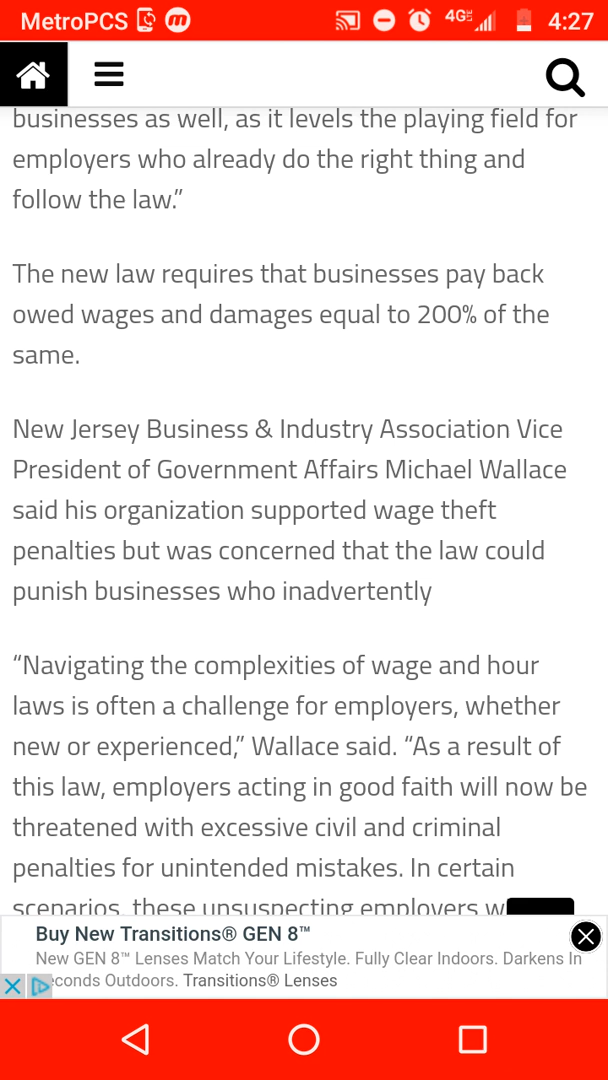 MetroPCS
4G
4:27
businesses as well, as it levels the playing field for
employers who already do the right thing and
follow the law.”
The new law requires that businesses pay back
owed wages and damages equal to 200% of the
same.
New Jersey Business & Industry Association Vice
President of Government Affairs Michael Wallace
said his organization supported wage theft
penalties but was concerned that the law could
punish businesses who inadvertently
“Navigating the complexities of wage and hour
laws is often a challenge for employers, whether
new or experienced,” Wallace said. “As a result of
this law, employers acting in good faith will now be
threatened with excessive civil and criminal
penalties for unintended mistakes. In certain
scenarios, these unsuspecting employers
Buy New Transitions® GEN 8™
New GEN 8™ Lenses Match Your Lifestyle. Fully Clear Indoors. Darkens In
Outdoors. Transitions® Lenses